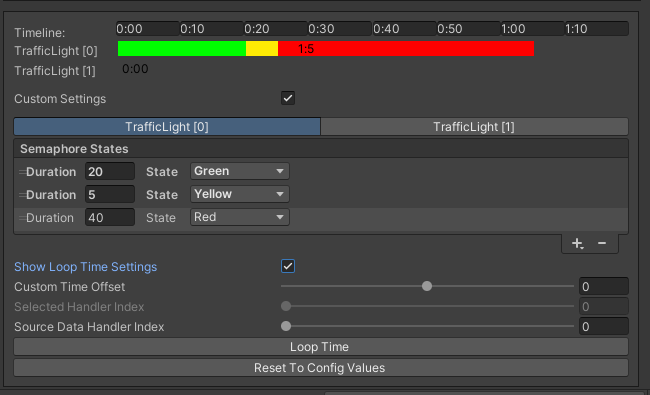 Timeline: 0:00 0:10 0:20 0:30 0:40 0:50 1:00 1:10
TrafficLight [0] 1:5
TrafficLight [1] 0:00
Custom Settings
TrafficLight [0] TrafficLight [1]
Semaphore States
Duration 20 State Green
Duration 5 State Yellow
Duration 40 State Red
Show Loop Time Settings
Custom Time Offset 0
Selected Handler Index 0
Source Data Handler Index 0
Loop Time
Reset To Config Values